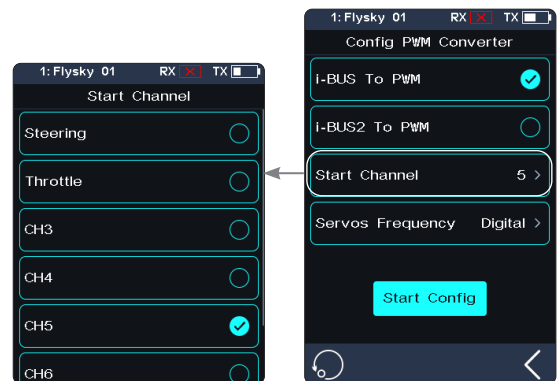 1: Flysky 01 RX TX
Start Channel
Steering
Throttle
CH3
CH4
CH5
CH6
1: Flysky 01 RX TX
Config PWM Converter
i-BUS To PWM
i-BUS2 To PWM
Start Channel 5 >
Servos Frequency Digital >
Start Config